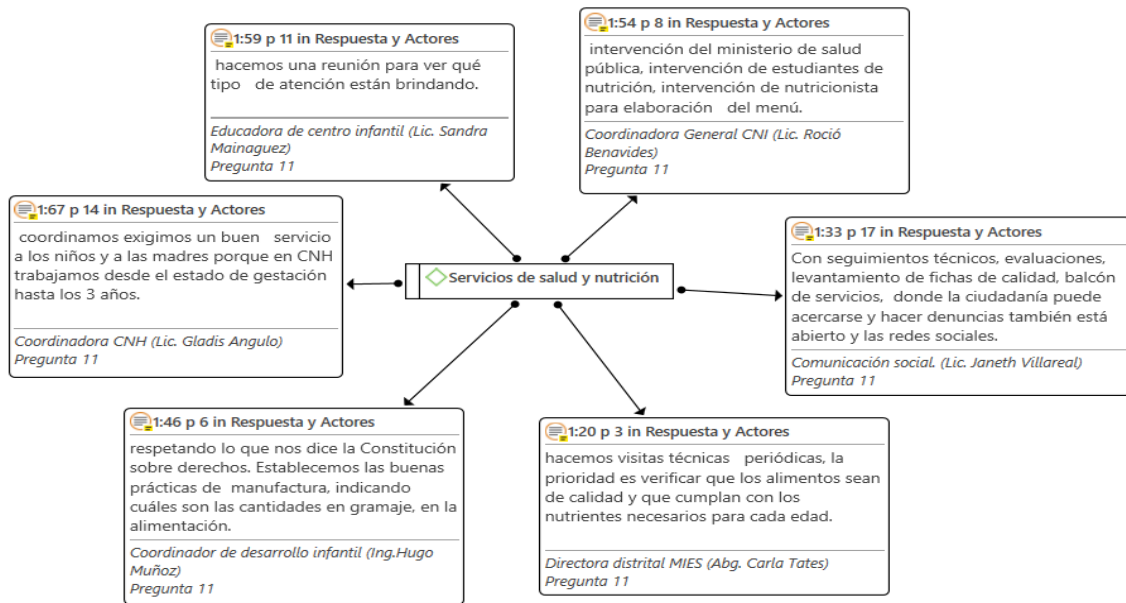 1:59 p 11 in Respuesta y Actores
hacemos una reunión para ver qué
tipo de atención están brindando.
Educadora de centro infantil (Lic. Sandra
Mainaguez)
Pregunta 11
1:54 p 8 in Respuesta y Actores
intervención del ministerio de salud
pública, intervención de estudiantes de
nutrición, intervención de nutricionista
para elaboración del menú.
Coordinadora General CNI (Lic. Roció
Benavides)
Pregunta 11
1:67 p 14 in Respuesta y Actores
coordinamos exigimos un buen servicio
a los niños y a las madres porque en CNH
trabajamos desde el estado de gestación
hasta los 3 años.
Coordinadora CNH (Lic. Gladis Angulo)
Pregunta 11
Servicios de salud y nutrición
1:33 p 17 in Respuesta y Actores
Con seguimientos técnicos, evaluaciones,
levantamiento de fichas de calidad, balcón
de servicios, donde la ciudadanía puede
acercarse y hacer denuncias también está
abierto y las redes sociales.
Comunicación social. (Lic. Janeth Villareal)
Pregunta 11
1:46 p 6 in Respuesta y Actores
respetando lo que nos dice la Constitución
sobre derechos. Establecemos las buenas
prácticas de manufactura, indicando
cuáles son las cantidades en gramaje, en la
alimentación.
Coordinador de desarrollo infantil (Ing.Hugo
Muñoz)
Pregunta 11
1:20 p 3 in Respuesta y Actores
hacemos visitas técnicas periódicas, la
prioridad es verificar que los alimentos sean
de calidad y que cumplan con los
nutrientes necesarios para cada edad.
Directora distrital MIES (Abg. Carla Tates)
Pregunta 11